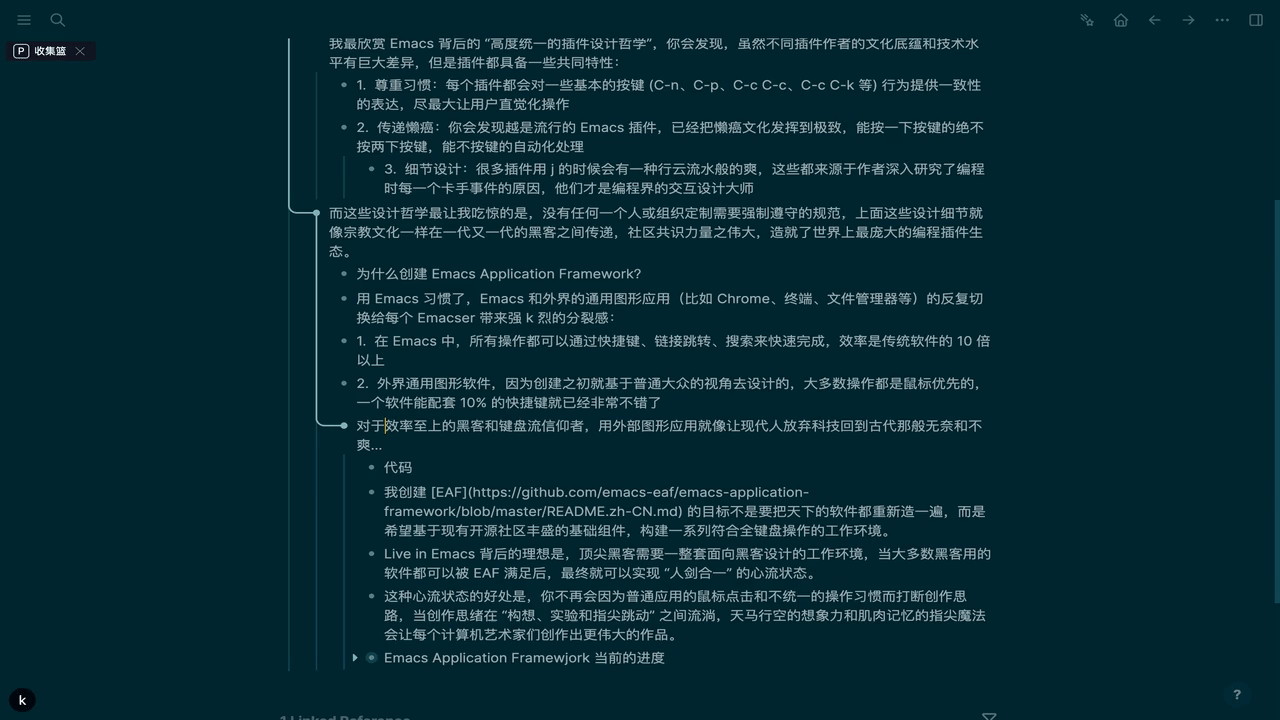 P 收集篮
我最欣赏 Emacs 背后的 “高度统一的插件设计哲学”，你会发现，虽然不同插件作者的文化底蕴和技术水
平有巨大差异，但是插件都具备一些共同特性：
1. 尊重习惯：每个插件都会对一些基本的按键 (C-n、C-p、C-c C-c、C-c C-k 等) 行为提供一致性
的表达，尽最大让用户直觉化操作
2. 传递懒癌：你会发现越是流行的 Emacs 插件，已经把懒癌文化发挥到极致，能按一下按键的绝不
按两下按键，能不按键的自动化处理
3. 细节设计：很多插件用 j 的时候会有一种行云流水般的爽，这些都来源于作者深入研究了编程
时每一个卡手事件的原因，他们才是编程界的交互设计大师
而这些设计哲学最让我吃惊的是，没有任何一个人或组织定制需要强制遵守的规范，上面这些设计细节就
像宗教文化一样在一代又一代的黑客之间传递，社区共识力量之伟大，造就了世界上最庞大的编程插件生
态。
为什么创建 Emacs Application Framework?
用 Emacs 习惯了，Emacs 和外界的通用图形应用（比如 Chrome、终端、文件管理器等）的反复切
换给每个 Emacser 带来强 k 烈的分裂感：
1. 在 Emacs 中，所有操作都可以通过快捷键、链接跳转、搜索来快速完成，效率是传统软件的 10 倍
以上
2. 外界通用图形软件，因为创建之初就基于普通大众的视角去设计的，大多数操作都是鼠标优先的，
一个软件能配套 10% 的快捷键就已经非常不错了
对于效率至上的黑客和键盘流信仰者，用外部图形应用就像让现代人放弃科技回到古代那般无奈和不
爽...
代码
我创建 [EAF](https://github.com/emacs-eaf/emacs-application-
framework/blob/master/README.zh-CN.md) 的目标不是要把天下的软件都重新造一遍，而是
希望基于现有开源社区丰盛的基础组件，构建一系列符合全键盘操作的工作环境。
Live in Emacs 背后的理想是，顶尖黑客需要一整套面向黑客设计的工作环境，当大多数黑客用的
软件都可以被 EAF 满足后，最终就可以实现 “人剑合一” 的心流状态。
这种心流状态的好处是，你不再会因为普通应用的鼠标点击和不统一的操作习惯而打断创作思
路，当创作思绪在 “构想、实验和指尖跳动” 之间流淌，天马行空的想象力和肌肉记忆的指尖魔法
会让每个计算机艺术家们创作出更伟大的作品。
Emacs Application Framewjork 当前的进度
k
?
1 Linked Reference